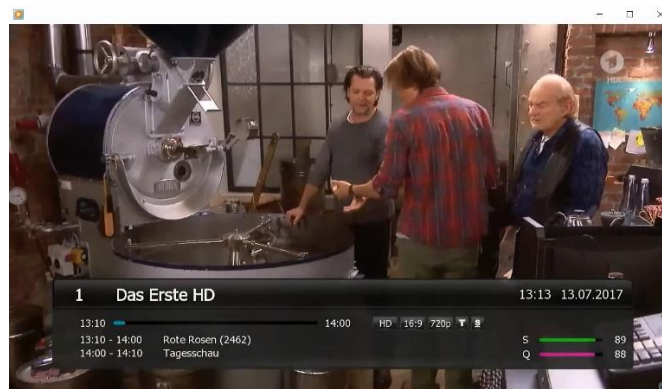 HD
1 Das Erste HD 13:13 13.07.2017
13:10 14:00 HD 16:9 720p T
13:10 - 14:00 Rote Rosen (2462)
14:00 - 14:10 Tagesschau
S 89
Q 88